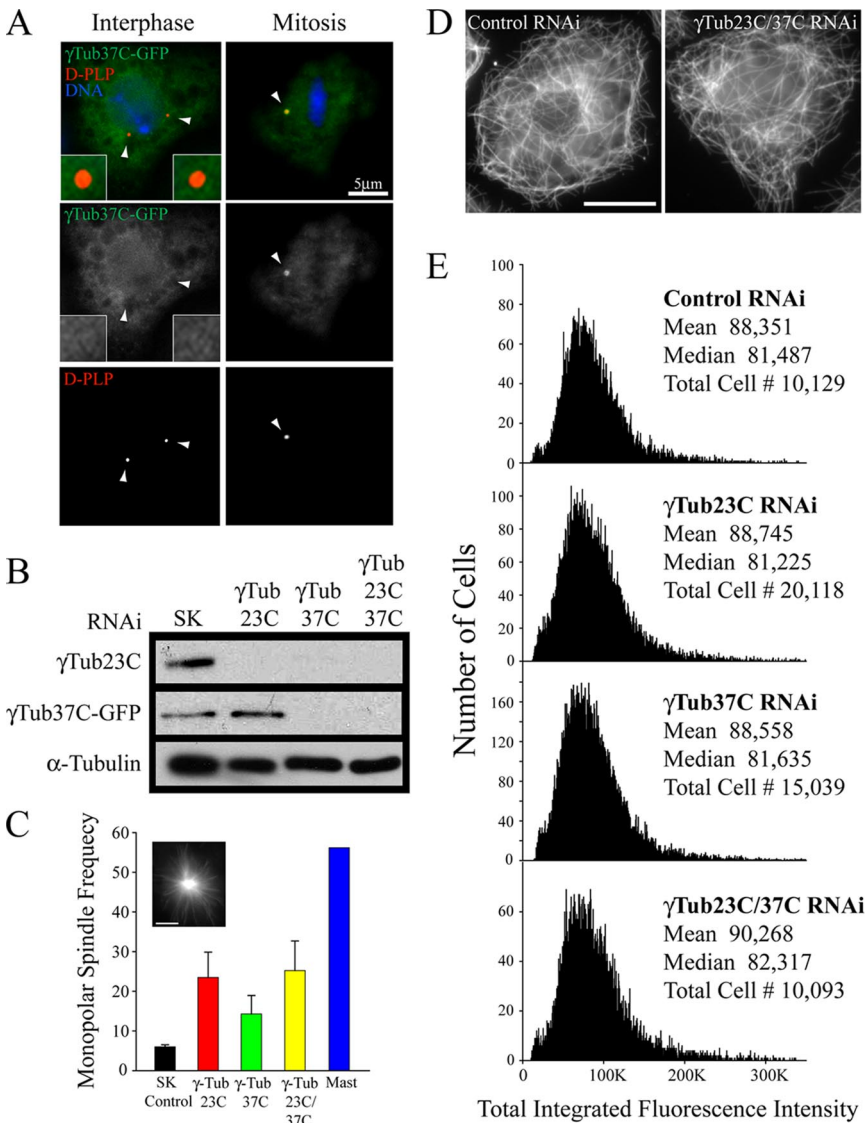 A
Interphase
Mitosis
γTub37C-GFP
D-PLP
DNA
5μm
γTub37C-GFP
D-PLP
B
RNAi
SK
γTub
23C
γTub
37C
γTub
23C
37C
γTub23C
γTub37C-GFP
α-Tubulin
C
Monopolar Spindle Frequecy
60
50
40
30
20
10
0
SK
Control
γ-Tub
23C
γ-Tub
37C
γ-Tub
23C/
37C
Mast
D
Control RNAi
γTub23C/37C RNAi
E
Number of Cells
100
80
60
40
20
0
Control RNAi
Mean 88,351
Median 81,487
Total Cell # 10,129
100
80
60
40
20
0
γTub23C RNAi
Mean 88,745
Median 81,225
Total Cell # 20,118
160
120
80
40
0
γTub37C RNAi
Mean 88,558
Median 81,635
Total Cell # 15,039
60
40
20
0
γTub23C/37C RNAi
Mean 90,268
Median 82,317
Total Cell # 10,093
0
100K
200K
300K
Total Integrated Fluorescence Intensity